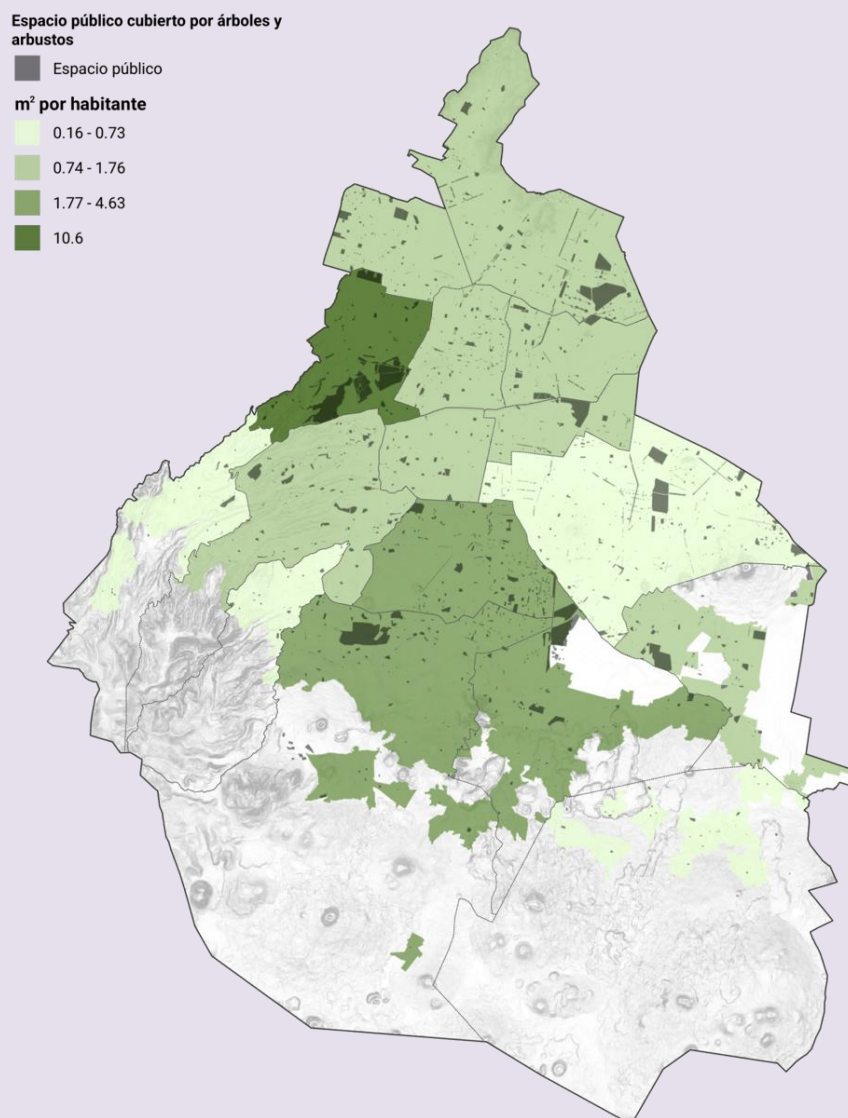 Espacio público cubierto por árboles y
arbustos
Espacio público
m² por habitante
0.16 - 0.73
0.74 - 1.76
1.77 - 4.63
10.6